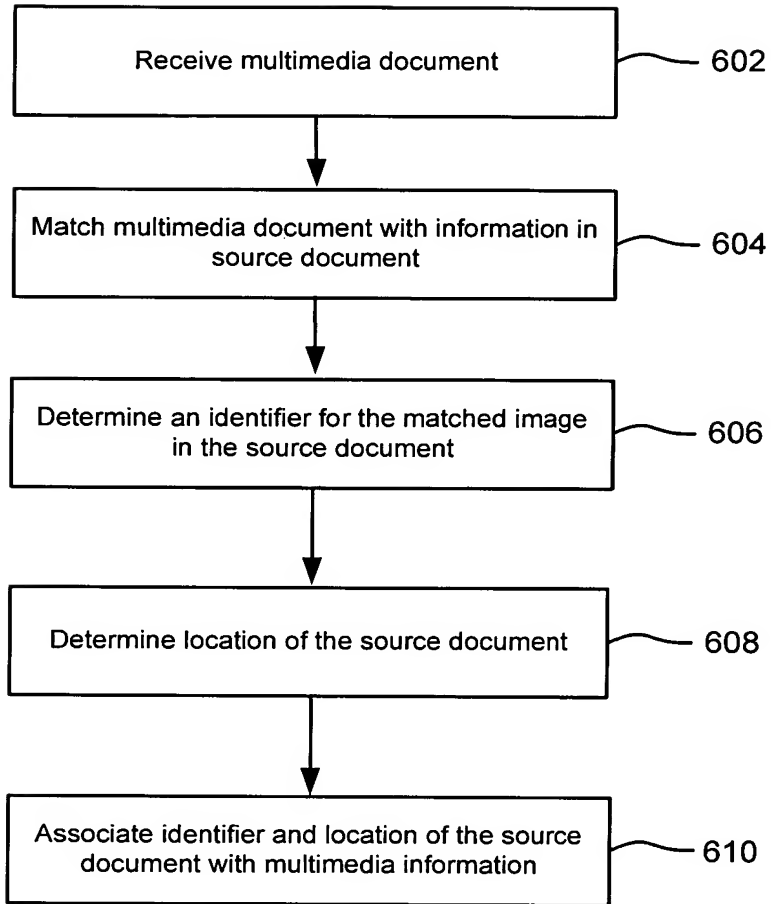 Receive multimedia document
602
Match multimedia document with information in
source document
604
Determine an identifier for the matched image
in the source document
606
Determine location of the source document
608
Associate identifier and location of the source
document with multimedia information
610